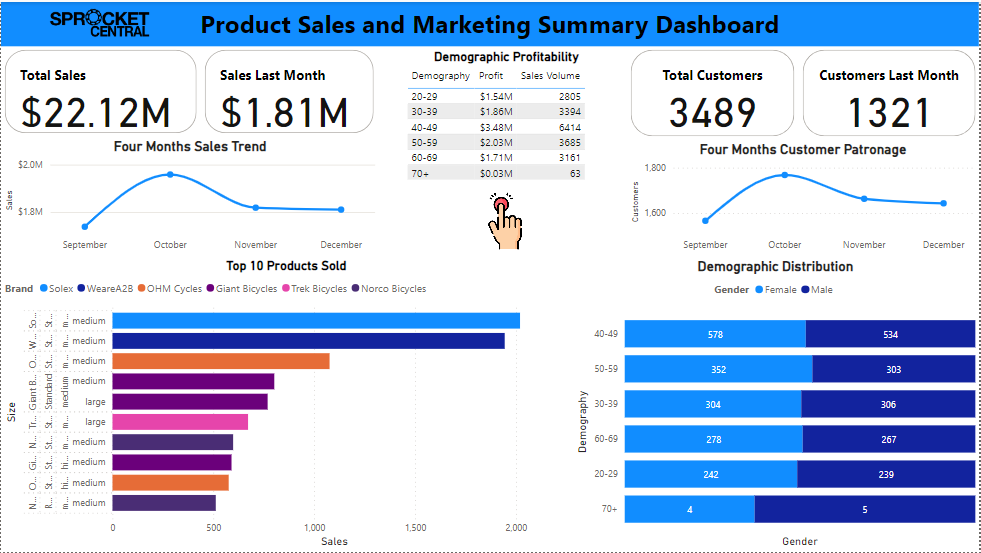 SPROCKET
CENTRAL
Product Sales and Marketing Summary Dashboard
Total Sales
$22.12M
Sales Last Month
$1.81M
Demographic Profitability
Demography Profit Sales Volume
20-29 $1.54M 2805
30-39 $1.86M 3394
40-49 $3.48M 6414
50-59 $2.03M 3685
60-69 $1.71M 3161
70+ $0.03M 63
Total Customers
3489
Customers Last Month
1321
Four Months Sales Trend
$2.0M
$1.8M
Sales
September October November December
Four Months Customer Patronage
1,800
1,600
Customers
September October November December
Top 10 Products Sold
Brand Solex WeareA2B OHM Cycles Giant Bicycles Trek Bicycles Norco Bicycles
Size
So... St... m... medium
W... St... m... medium
O... St... m... medium
Giant B... Standard medium medium
large
Tr... St... m... large
N... St... m... medium
Gi... St... hi... medium
O... St... hi... medium
N... R... m... medium
0 500 1,000 1,500 2,000
Sales
Demographic Distribution
Gender Female Male
Demography
40-49 578 534
50-59 352 303
30-39 304 306
60-69 278 267
20-29 242 239
70+ 4 5
Gender